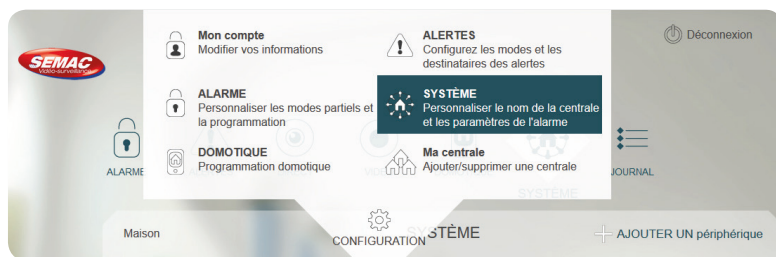 SEMAC
Vidéo-surveillance
Mon compte
Modifier vos informations
ALERTES
Configurez les modes et les
destinataires des alertes
Déconnexion
ALARME
Personnaliser les modes partiels et
la programmation
SYSTÈME
Personnaliser le nom de la centrale
et les paramètres de l'alarme
DOMOTIQUE
Programmation domotique
Ma centrale
Ajouter/supprimer une centrale
ALARME
JOURNAL
SYSTÈME
Maison
CONFIGURATION
SYSTÈME
AJOUTER UN périphérique